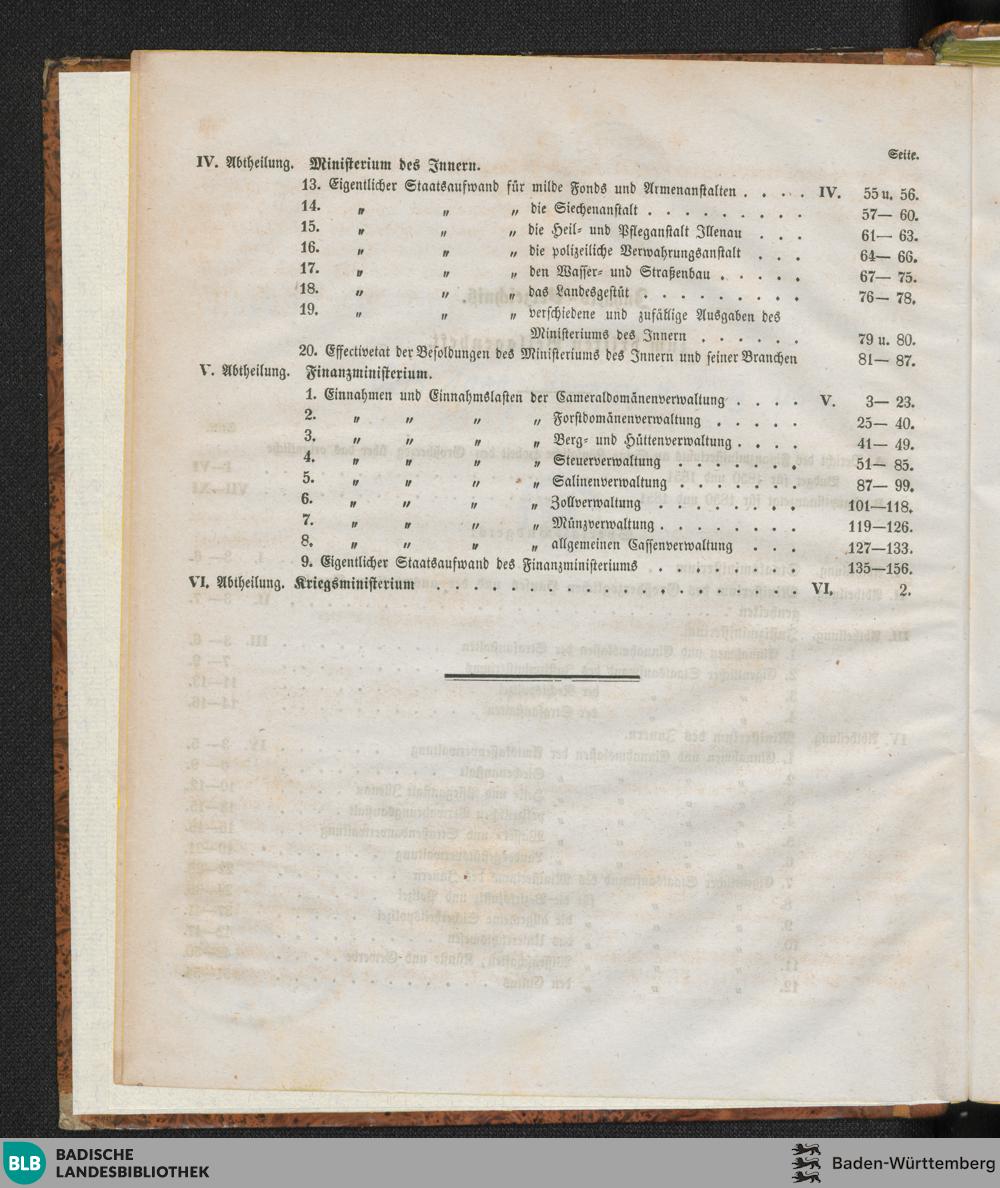 Seite.
IV. Abtheilung. Ministerium des Innern.
13. Eigentlicher Staatsaufwand für milde Fonds und Armenanstalten . . . . IV. 55 u. 56.
14. „ „ „ die Siechenanstalt . . . . . . . . . 57— 60.
15. „ „ „ die Heil- und Pfleganstalt Illenau . . . 61— 63.
16. „ „ „ die polizeiliche Verwahrungsanstalt . . . 64— 66.
17. „ „ „ den Wasser- und Straßenbau . . . . . 67— 75.
18. „ „ „ das Landesgestüt . . . . . . . . . 76— 78.
19. „ „ „ verschiedene und zufällige Ausgaben des
Ministeriums des Innern . . . . . . 79 u. 80.
20. Effectivetat der Besoldungen des Ministeriums des Innern und seiner Branchen 81— 87.
V. Abtheilung. Finanzministerium.
1. Einnahmen und Einnahmslasten der Cameraldomänenverwaltung . . . . V. 3— 23.
2. „ „ „ „ Forstdomänenverwaltung . . . . . 25— 40.
3. „ „ „ „ Berg- und Hüttenverwaltung . . . . 41— 49.
4. „ „ „ „ Steuerverwaltung . . . . . . . 51— 85.
5. „ „ „ „ Salinenverwaltung . . . . . . . 87— 99.
6. „ „ „ „ Zollverwaltung . . . . . . . . 101—118.
7. „ „ „ „ Münzverwaltung . . . . . . . . 119—126.
8. „ „ „ „ allgemeinen Cassenverwaltung . . . 127—133.
9. Eigentlicher Staatsaufwand des Finanzministeriums . . . . . . . . 135—156.
VI. Abtheilung. Kriegsministerium . . . . . . . . . . . . . . . . . . . VI. 2.
BLB BADISCHE
LANDESBIBLIOTHEK
Baden-Württemberg